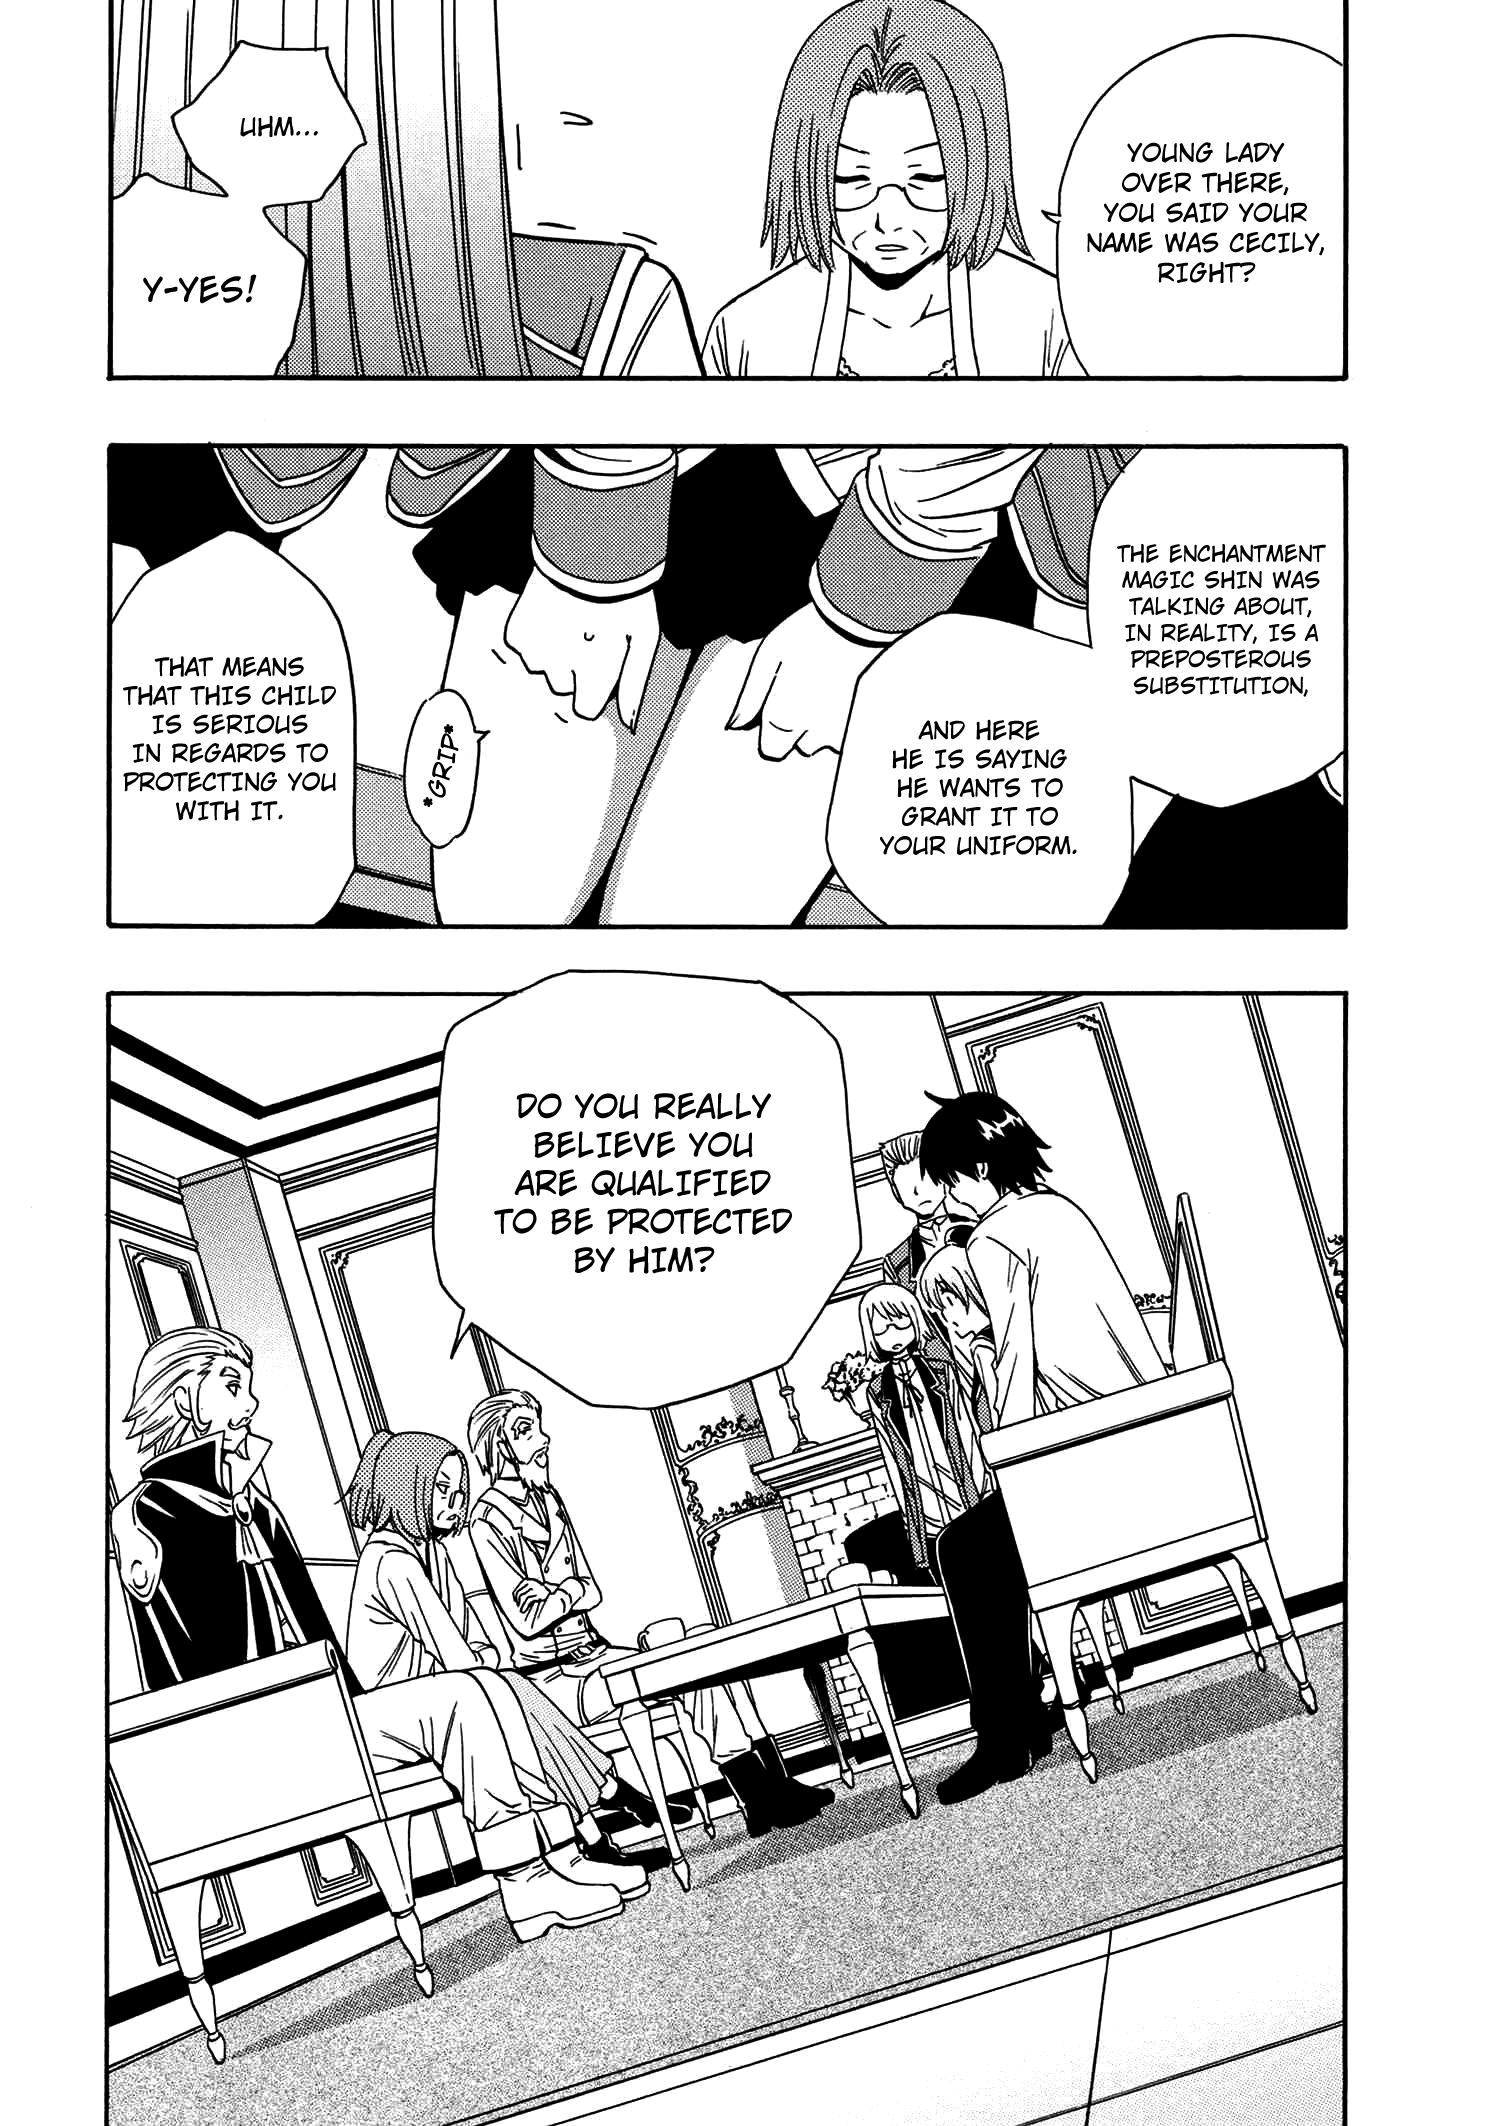 YOUNG LADY
OVER THERE,
YOU SAID YOUR
NAME WAS CECILY,
RIGHT?
UHM...
Y-YES!
THE ENCHANTMENT
MAGIC SHIN WAS
TALKING ABOUT,
IN REALITY, IS A
PREPOSTEROUS
SUBSTITUTION,
AND HERE
HE IS SAYING
HE WANTS TO
GRANT IT TO
YOUR UNIFORM.
*GRIP*
THAT MEANS
THAT THIS CHILD
IS SERIOUS
IN REGARDS TO
PROTECTING YOU
WITH IT.
DO YOU REALLY
BELIEVE YOU
ARE QUALIFIED
TO BE PROTECTED
BY HIM?